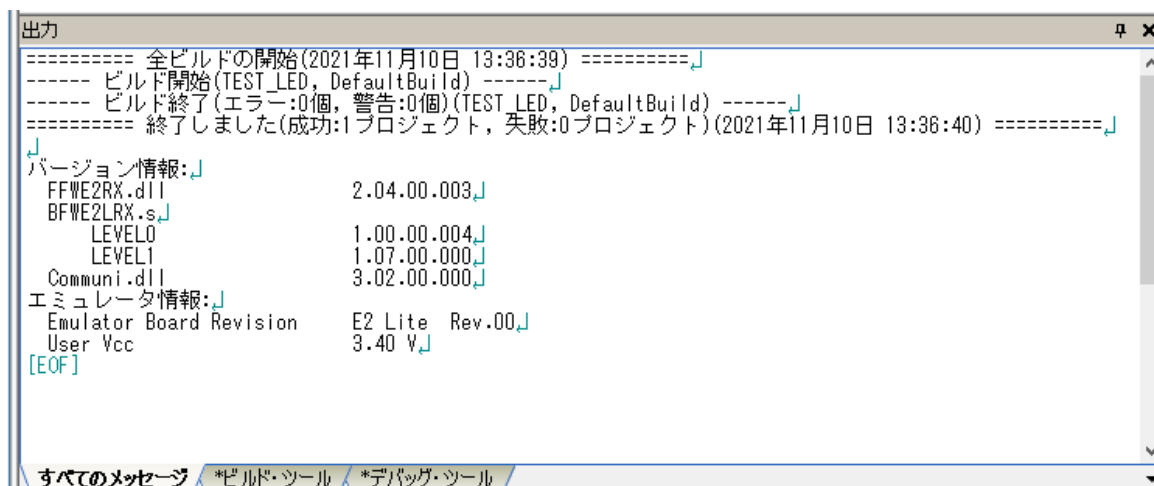 出力
========== 全ビルドの開始(2021年11月10日 13:36:39) ==========↲
------ ビルド開始(TEST_LED, DefaultBuild) ------↲
------ ビルド終了(エラー:0個, 警告:0個)(TEST_LED, DefaultBuild) ------↲
========== 終了しました(成功:1プロジェクト, 失敗:0プロジェクト)(2021年11月10日 13:36:40) ==========↲
↲
バージョン情報:↲
FFWE2RX.dll 2.04.00.003↲
BFWE2LRX.s↲
LEVEL0 1.00.00.004↲
LEVEL1 1.07.00.000↲
Communi.dll 3.02.00.000↲
エミュレータ情報:↲
Emulator Board Revision E2 Lite Rev.00↲
User Vcc 3.40 V↲
[EOF]
すべてのメッセージ *ビルド・ツール *デバッグ・ツール